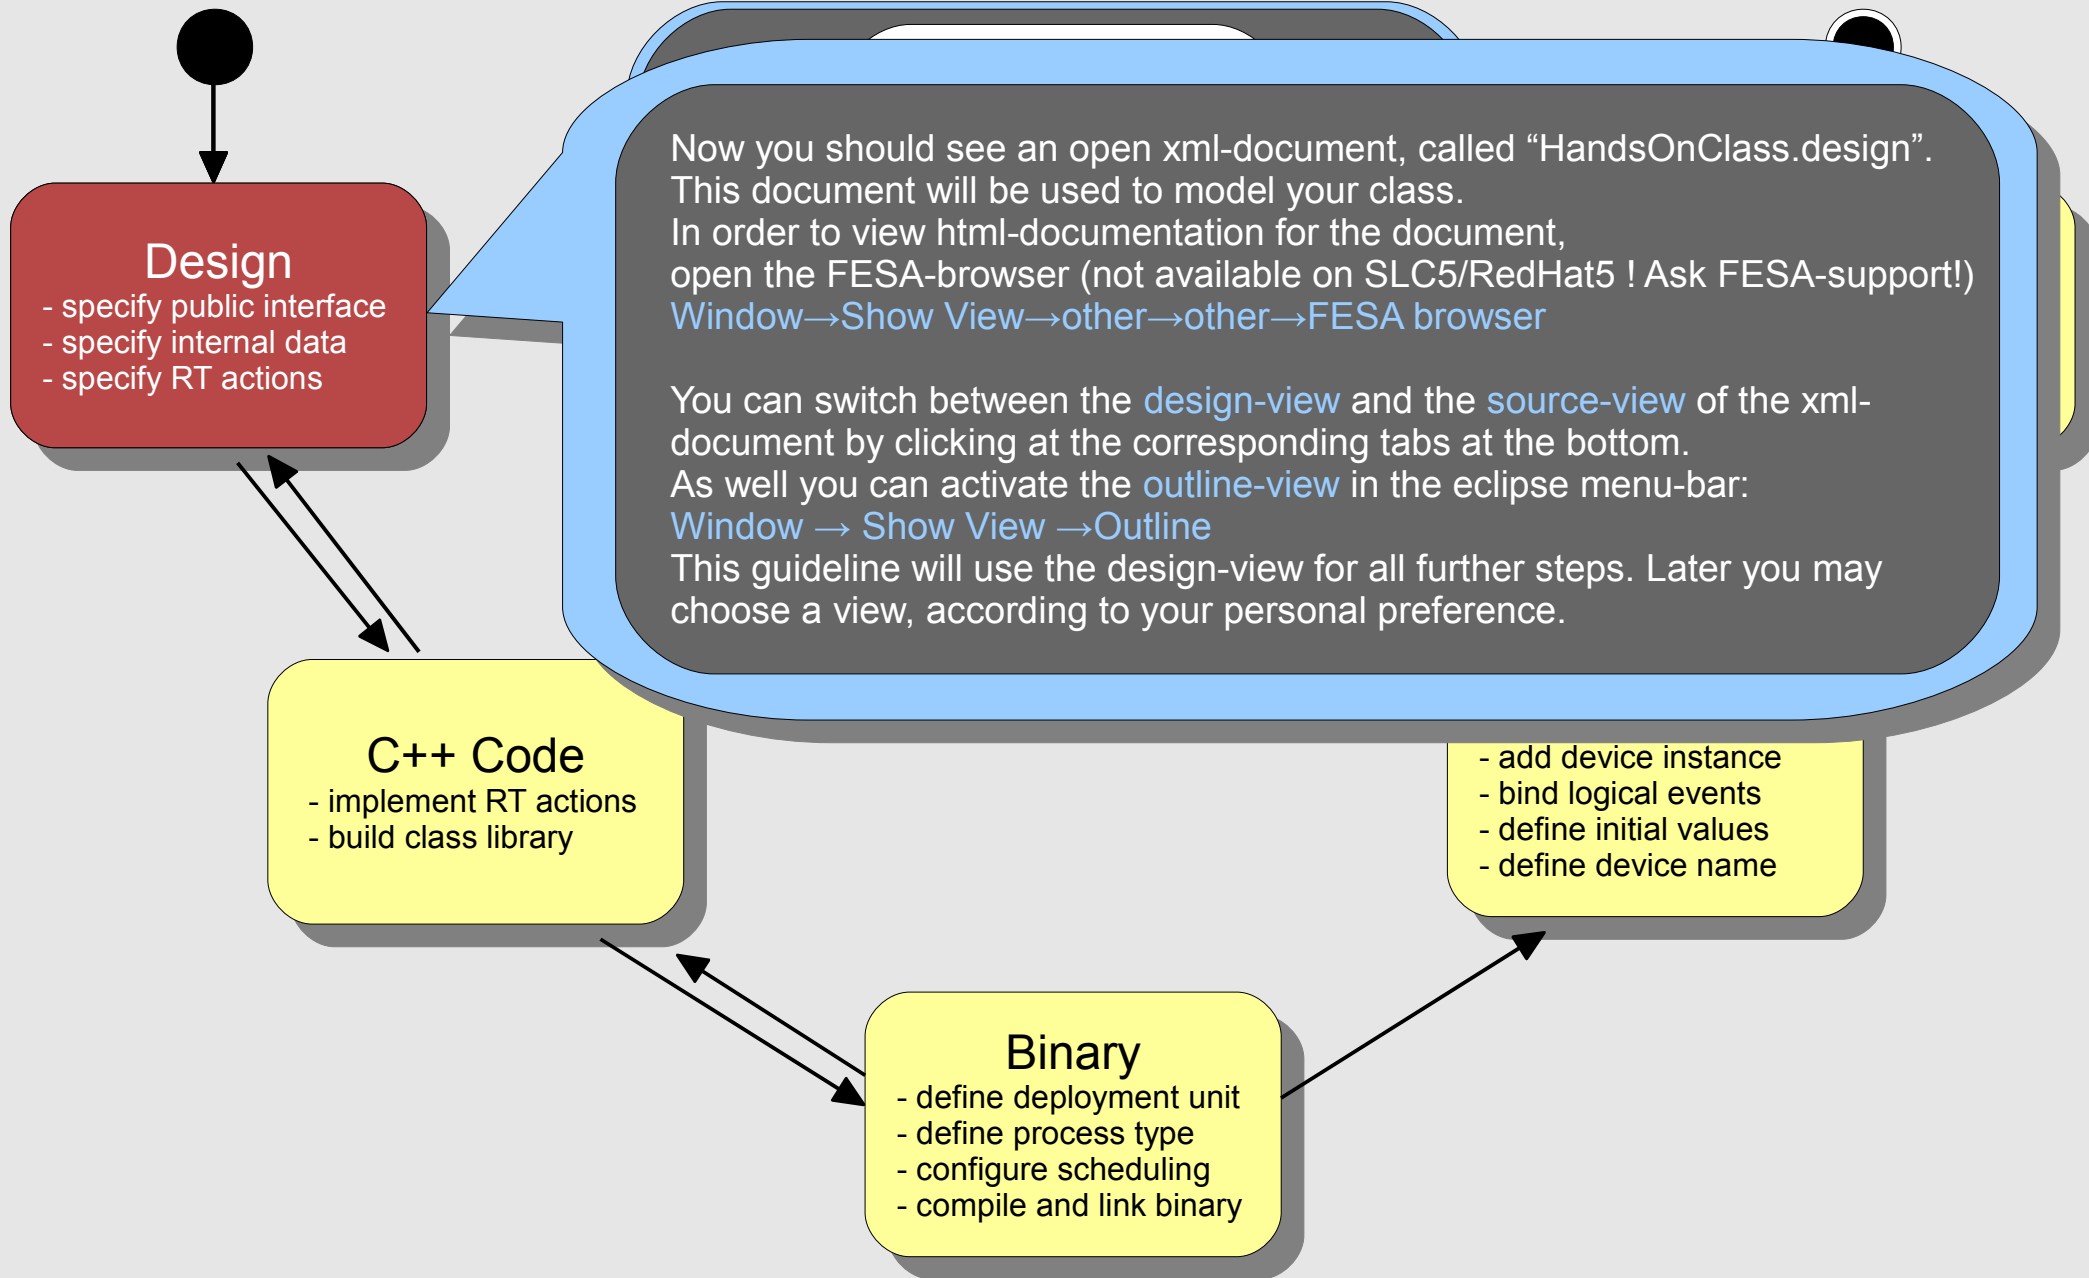 Now you should see an open xml-document, called “HandsOnClass.design”.
This document will be used to model your class.
In order to view html-documentation for the document,
open the FESA-browser (not available on SLC5/RedHat5 ! Ask FESA-support!)
Window→Show View→other→other→FESA browser
You can switch between the design-view and the source-view of the xml-
document by clicking at the corresponding tabs at the bottom.
As well you can activate the outline-view in the eclipse menu-bar:
Window → Show View →Outline
This guideline will use the design-view for all further steps. Later you may
choose a view, according to your personal preference.
Design
- specify public interface
- specify internal data
- specify RT actions
C++ Code
- implement RT actions
- build class library
Binary
- define deployment unit
- define process type
- configure scheduling
- compile and link binary
- add device instance
- bind logical events
- define initial values
- define device name